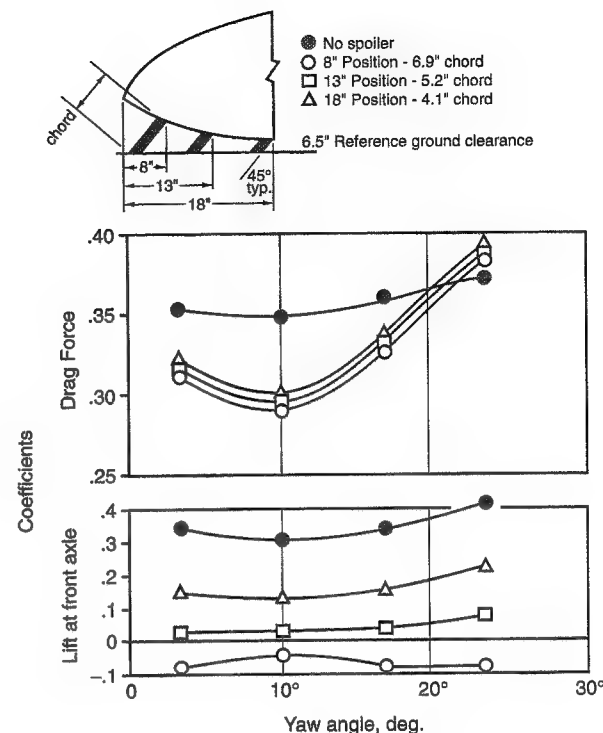 No spoiler
8" Position - 6.9" chord
13" Position - 5.2" chord
18" Position - 4.1" chord
6.5" Reference ground clearance
chord
8"
13"
18"
45°
typ.
.40
.35
.30
.25
Drag Force
Coefficients
.4
.3
.2
.1
0
-.1
Lift at front axle
0
10°
20°
30°
Yaw angle, deg.